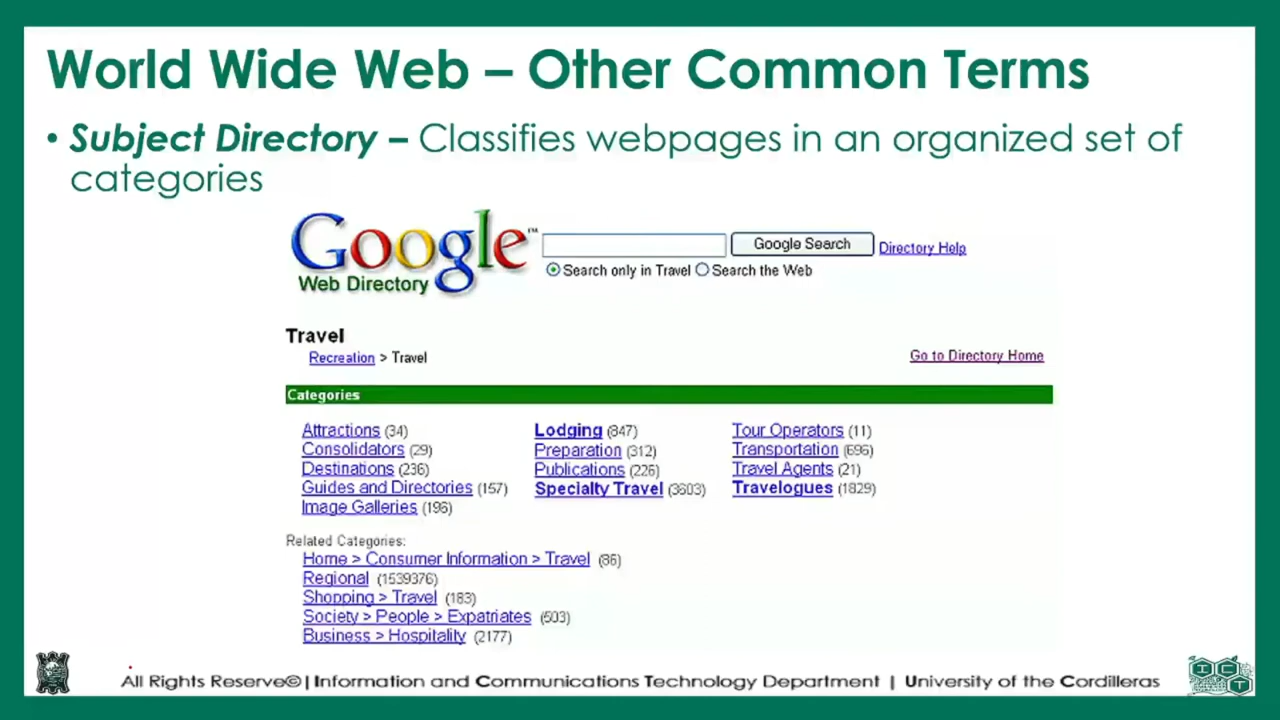 World Wide Web – Other Common Terms
• Subject Directory – Classifies webpages in an organized set of
categories
Google™
Web Directory
Google Search
Directory Help
Search only in Travel Search the Web
Travel
Recreation > Travel
Go to Directory Home
Categories
Attractions (34)
Consolidators (29)
Destinations (236)
Guides and Directories (157)
Image Galleries (196)
Lodging (847)
Preparation (312)
Publications (226)
Specialty Travel (3603)
Tour Operators (11)
Transportation (696)
Travel Agents (21)
Travelogues (1829)
Related Categories:
Home > Consumer Information > Travel (86)
Regional (1539376)
Shopping > Travel (183)
Society > People > Expatriates (503)
Business > Hospitality (2177)
All Rights Reserve©| Information and Communications Technology Department | University of the Cordilleras
I C
T